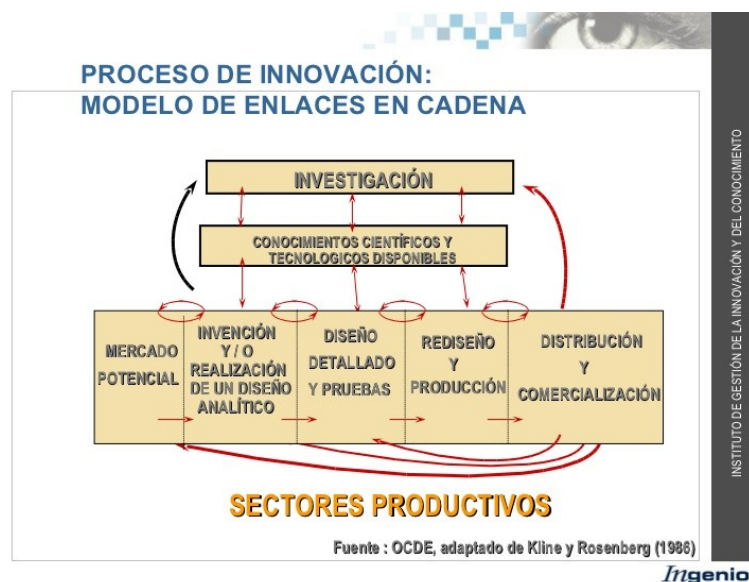 PROCESO DE INNOVACIÓN:
MODELO DE ENLACES EN CADENA
INVESTIGACIÓN
CONOCIMIENTOS CIENTÍFICOS Y
TECNOLOGICOS DISPONIBLES
MERCADO
POTENCIAL
INVENCIÓN
Y / O
REALIZACIÓN
DE UN DISEÑO
ANALÍTICO
DISEÑO
DETALLADO
Y PRUEBAS
REDISEÑO
Y
PRODUCCIÓN
DISTRIBUCIÓN
Y
COMERCIALIZACIÓN
SECTORES PRODUCTIVOS
Fuente : OCDE, adaptado de Kline y Rosenberg (1986)
INSTITUTO DE GESTIÓN DE LA INNOVACIÓN Y DEL CONOCIMIENTO
Ingenio